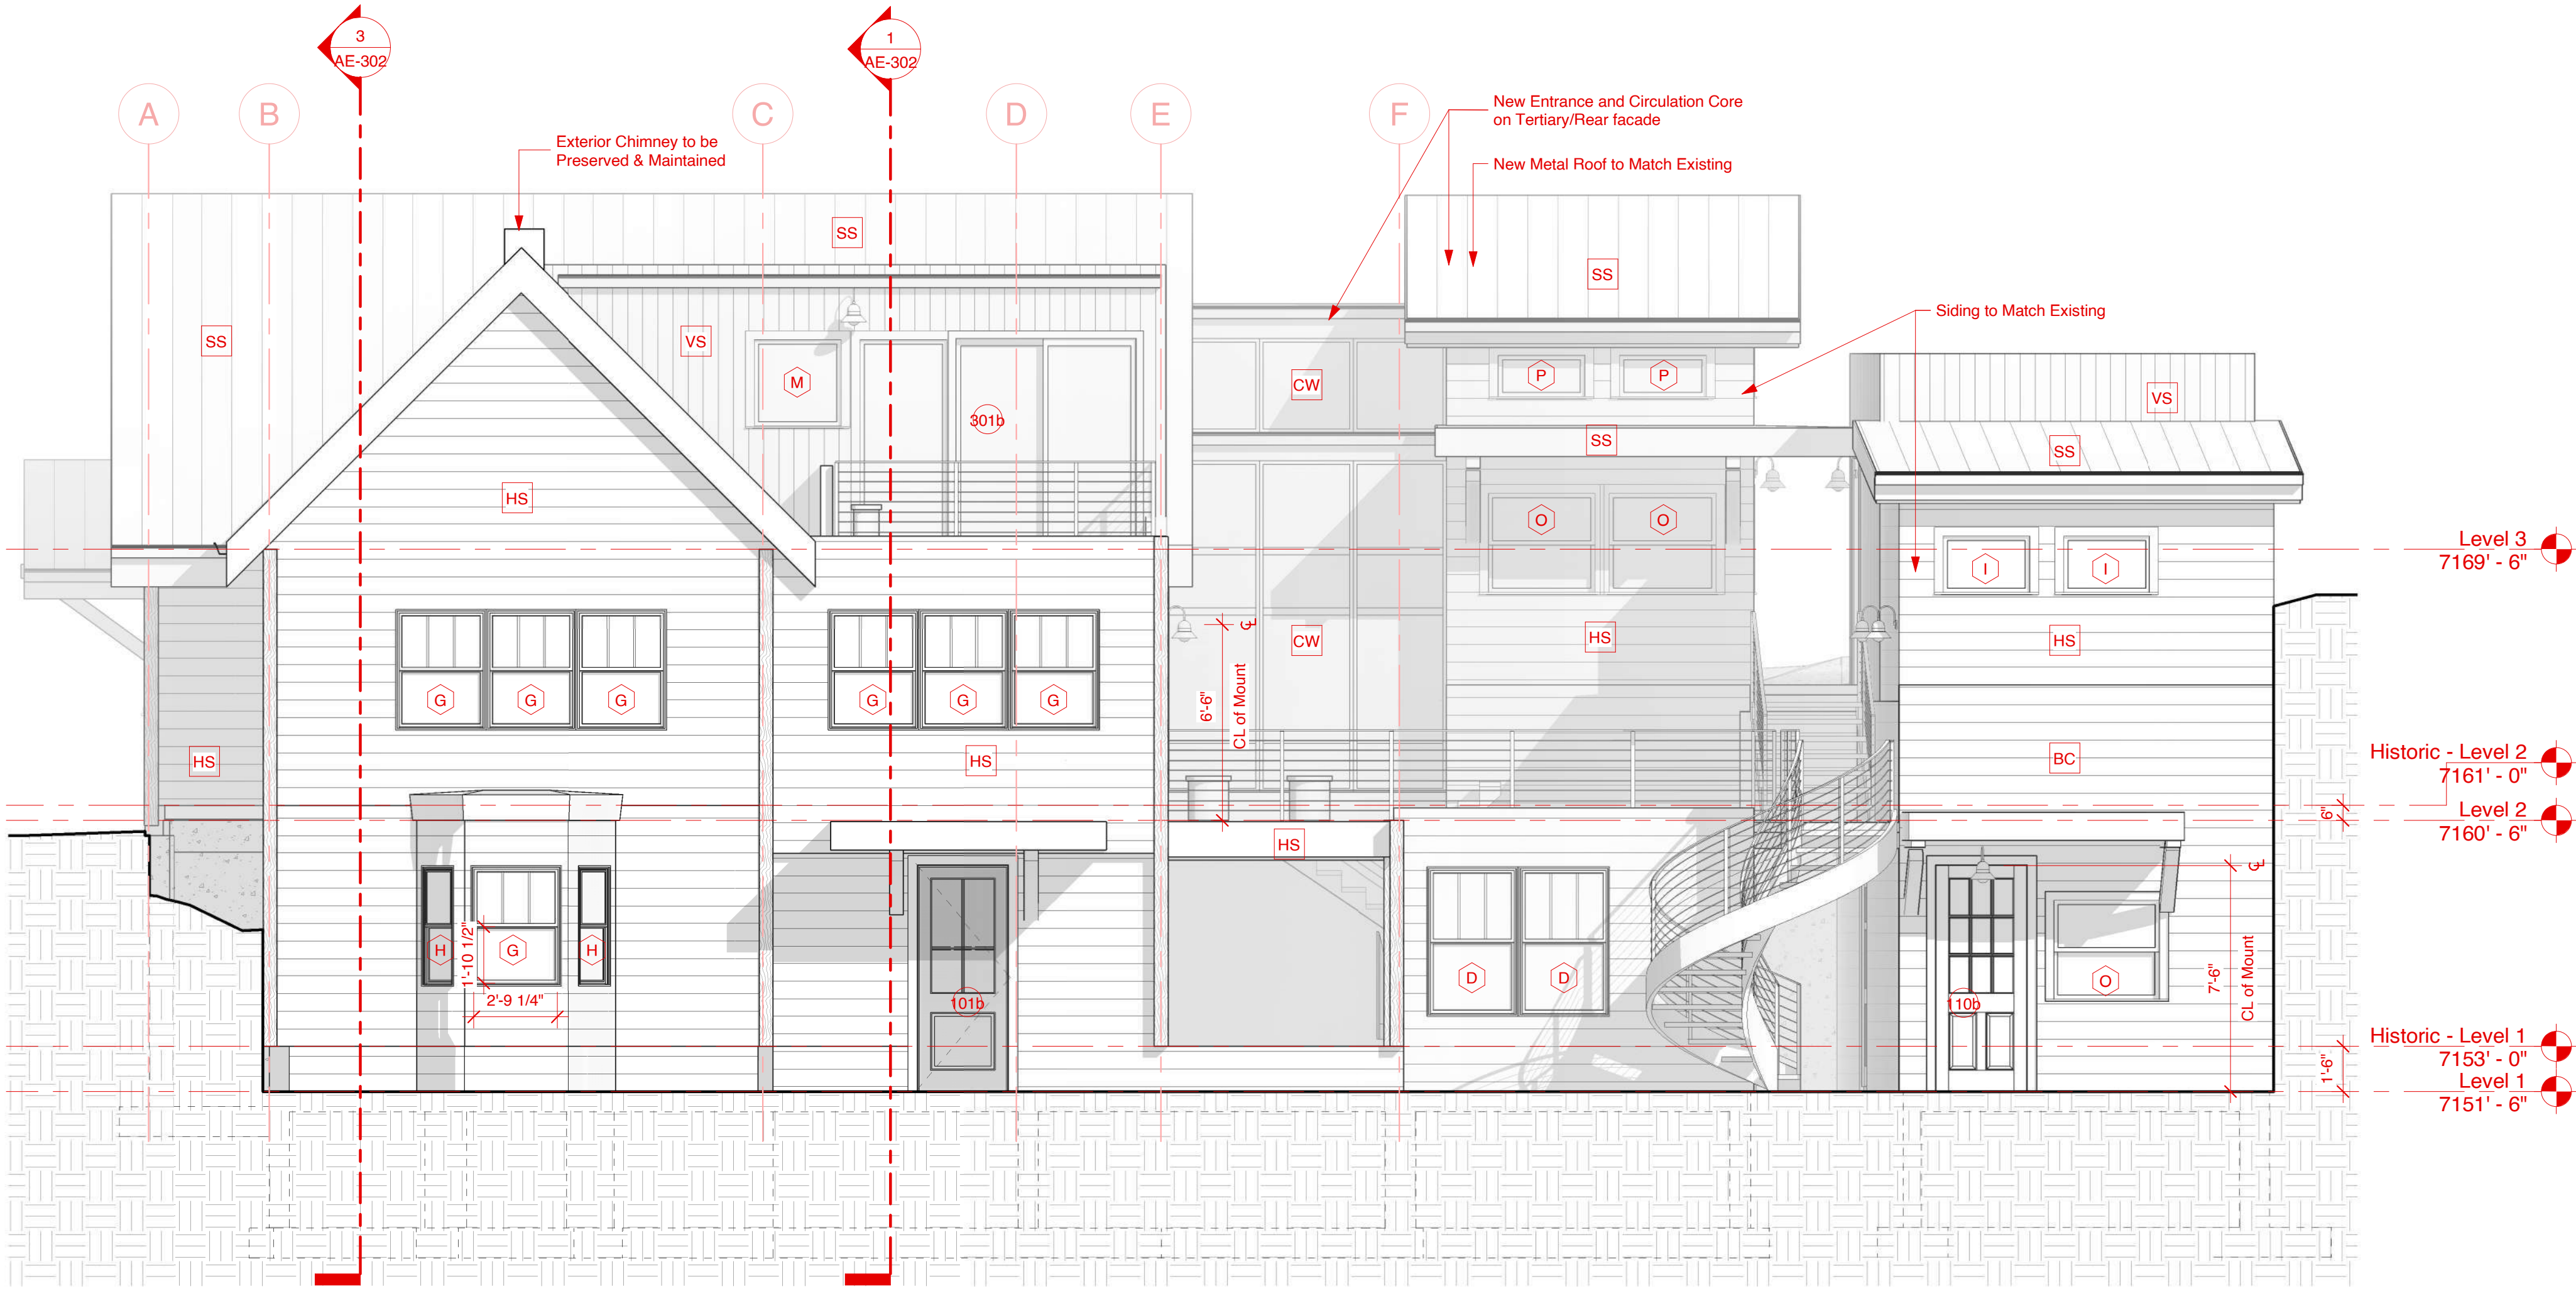 3
AE-302
1
AE-302
A
B
C
D
E
F
Exterior Chimney to be
Preserved & Maintained
New Entrance and Circulation Core
on Tertiary/Rear facade
New Metal Roof to Match Existing
Siding to Match Existing
SS
SS
SS
SS
SS
VS
VS
M
301b
CW
P
P
HS
O
O
I
I
Level 3
7169' - 6"
G
G
G
G
G
G
6'-6"
CL of Mount
CL
CW
HS
HS
HS
HS
BC
Historic - Level 2
7161' - 0"
6"
Level 2
7160' - 6"
HS
H
1'-10 1/2"
G
H
2'-9 1/4"
101b
D
D
110b
O
7'-6"
CL of Mount
CL
Historic - Level 1
7153' - 0"
1'-6"
Level 1
7151' - 6"